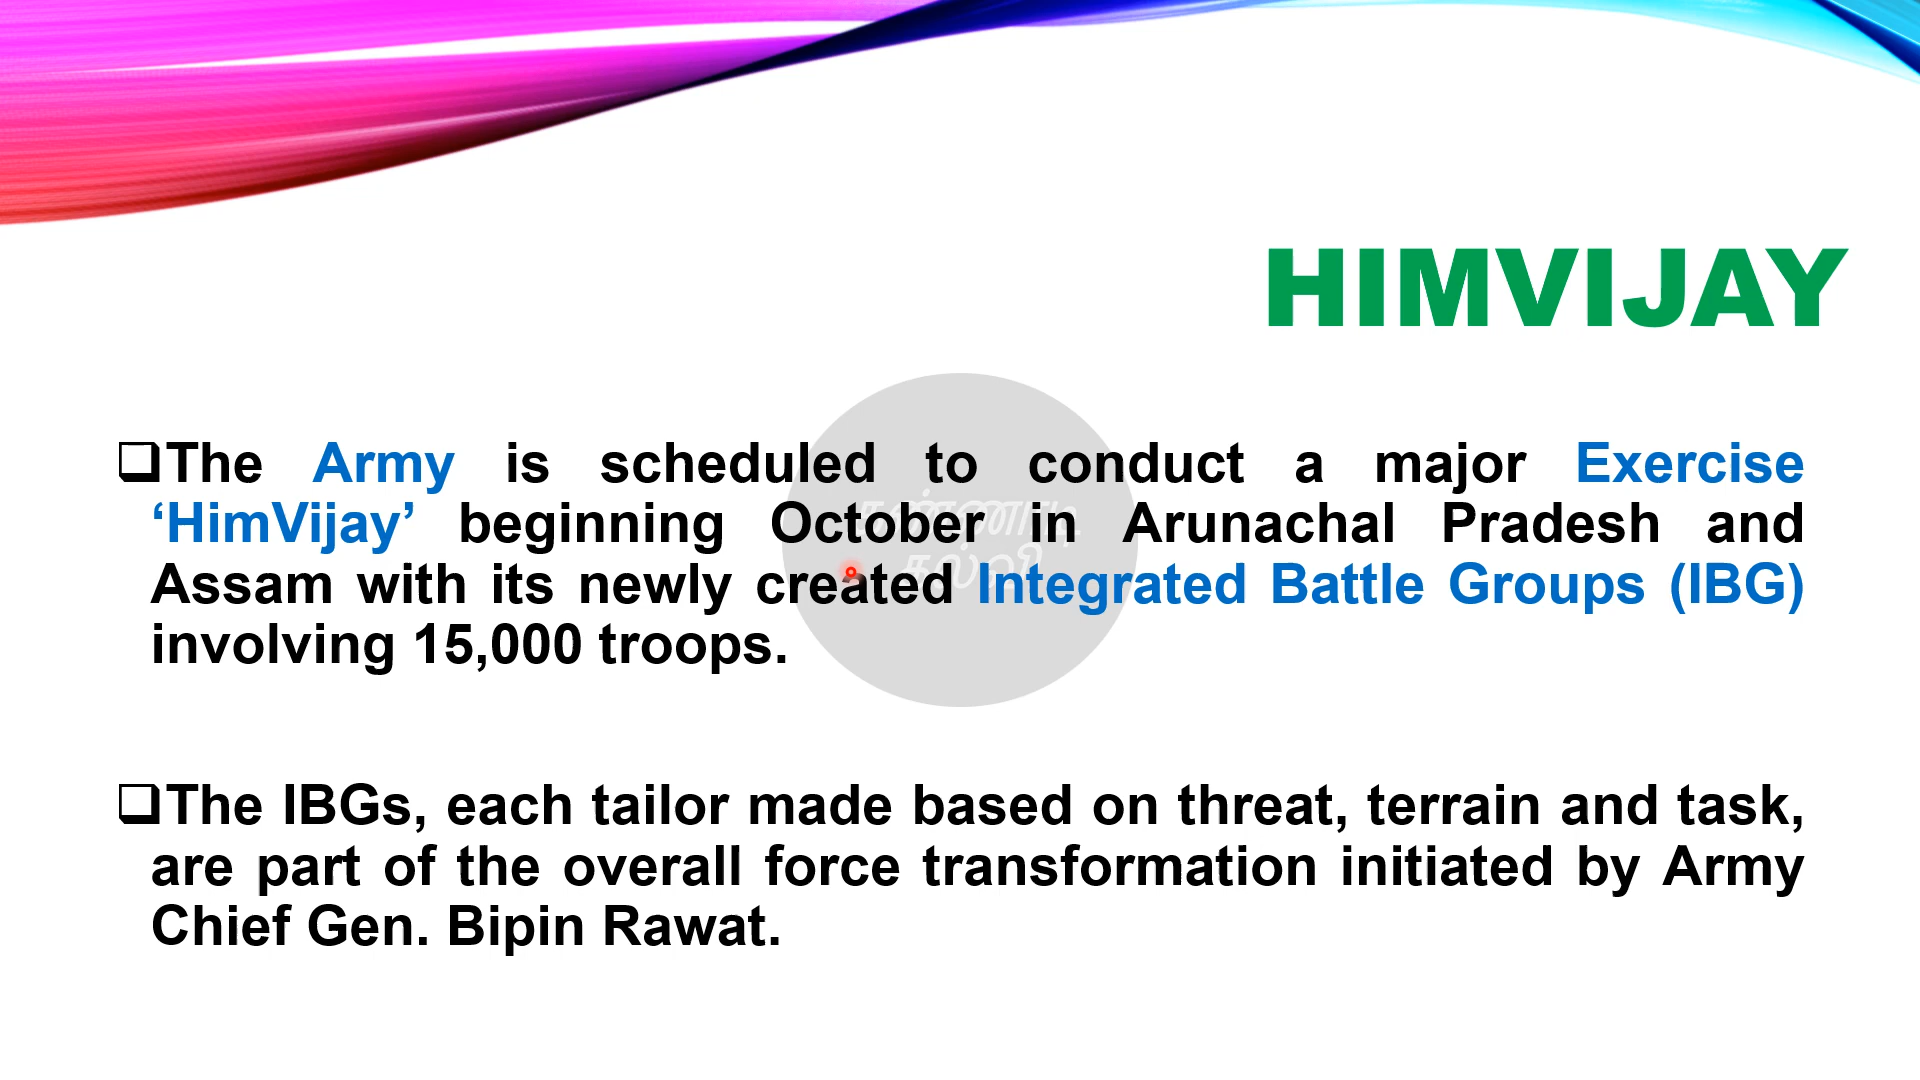 HIMVIJAY
❑The Army is scheduled to conduct a major Exercise
‘HimVijay’ beginning October in Arunachal Pradesh and
Assam with its newly created Integrated Battle Groups (IBG)
involving 15,000 troops.
❑The IBGs, each tailor made based on threat, terrain and task,
are part of the overall force transformation initiated by Army
Chief Gen. Bipin Rawat.